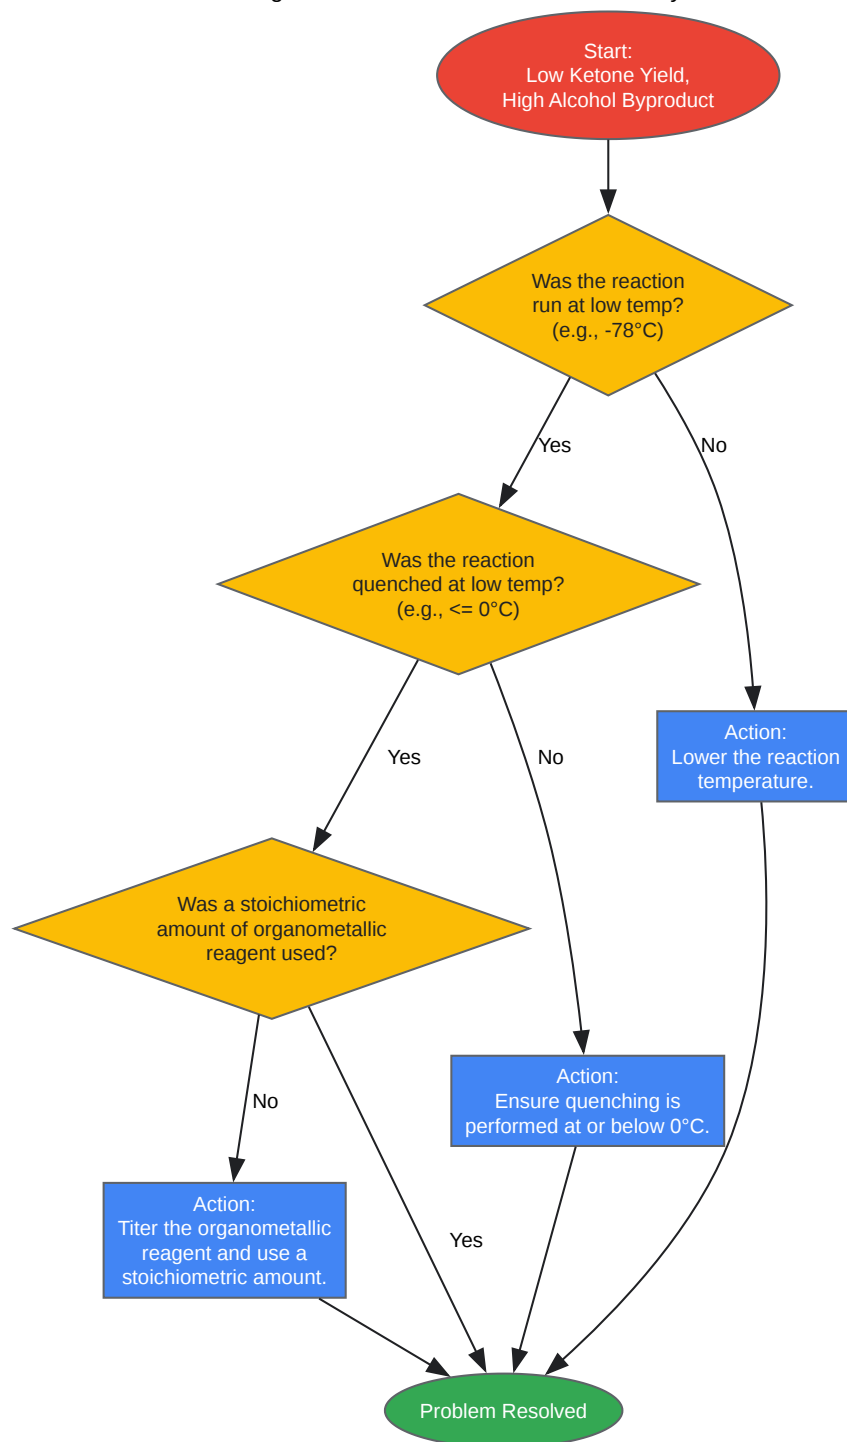 Start:
Low Ketone Yield,
High Alcohol Byproduct
Was the reaction
run at low temp?
(e.g., -78°C)
Yes
No
Was the reaction
quenched at low temp?
(e.g., <= 0°C)
Action:
Lower the reaction
temperature.
Yes
No
Was a stoichiometric
amount of organometallic
reagent used?
Action:
Ensure quenching is
performed at or below 0°C.
No
Yes
Action:
Titer the organometallic
reagent and use a
stoichiometric amount.
Problem Resolved